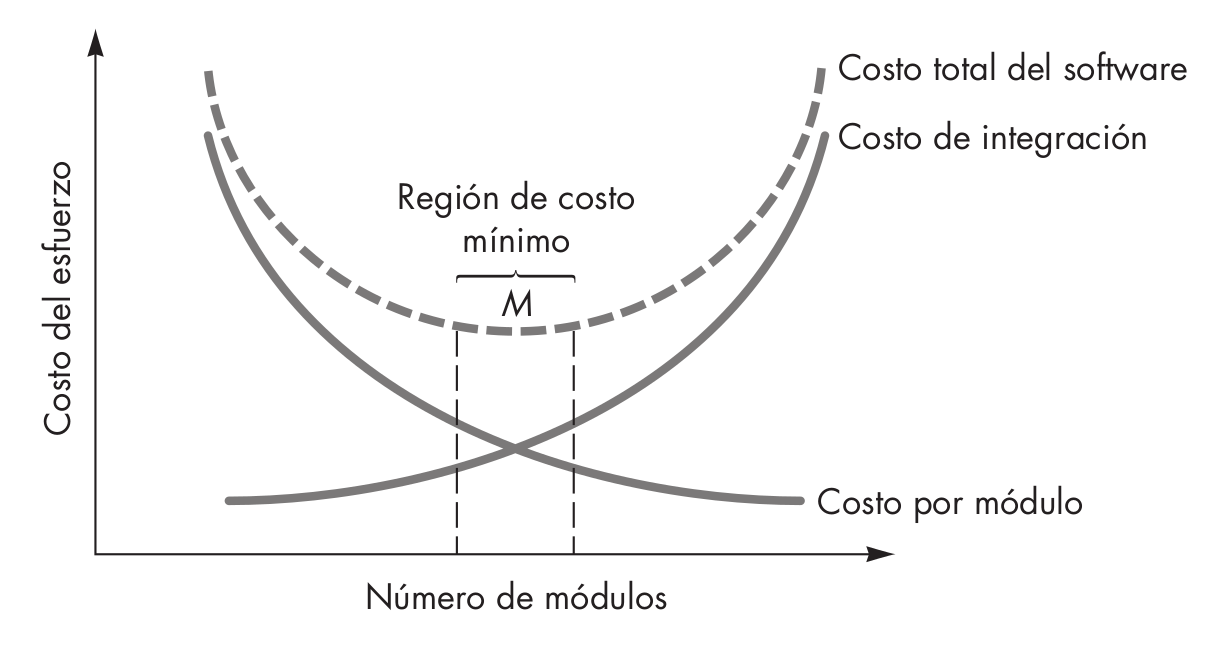 Costo total del software
Costo de integración
Región de costo
mínimo
M
Costo del esfuerzo
Costo por módulo
Número de módulos